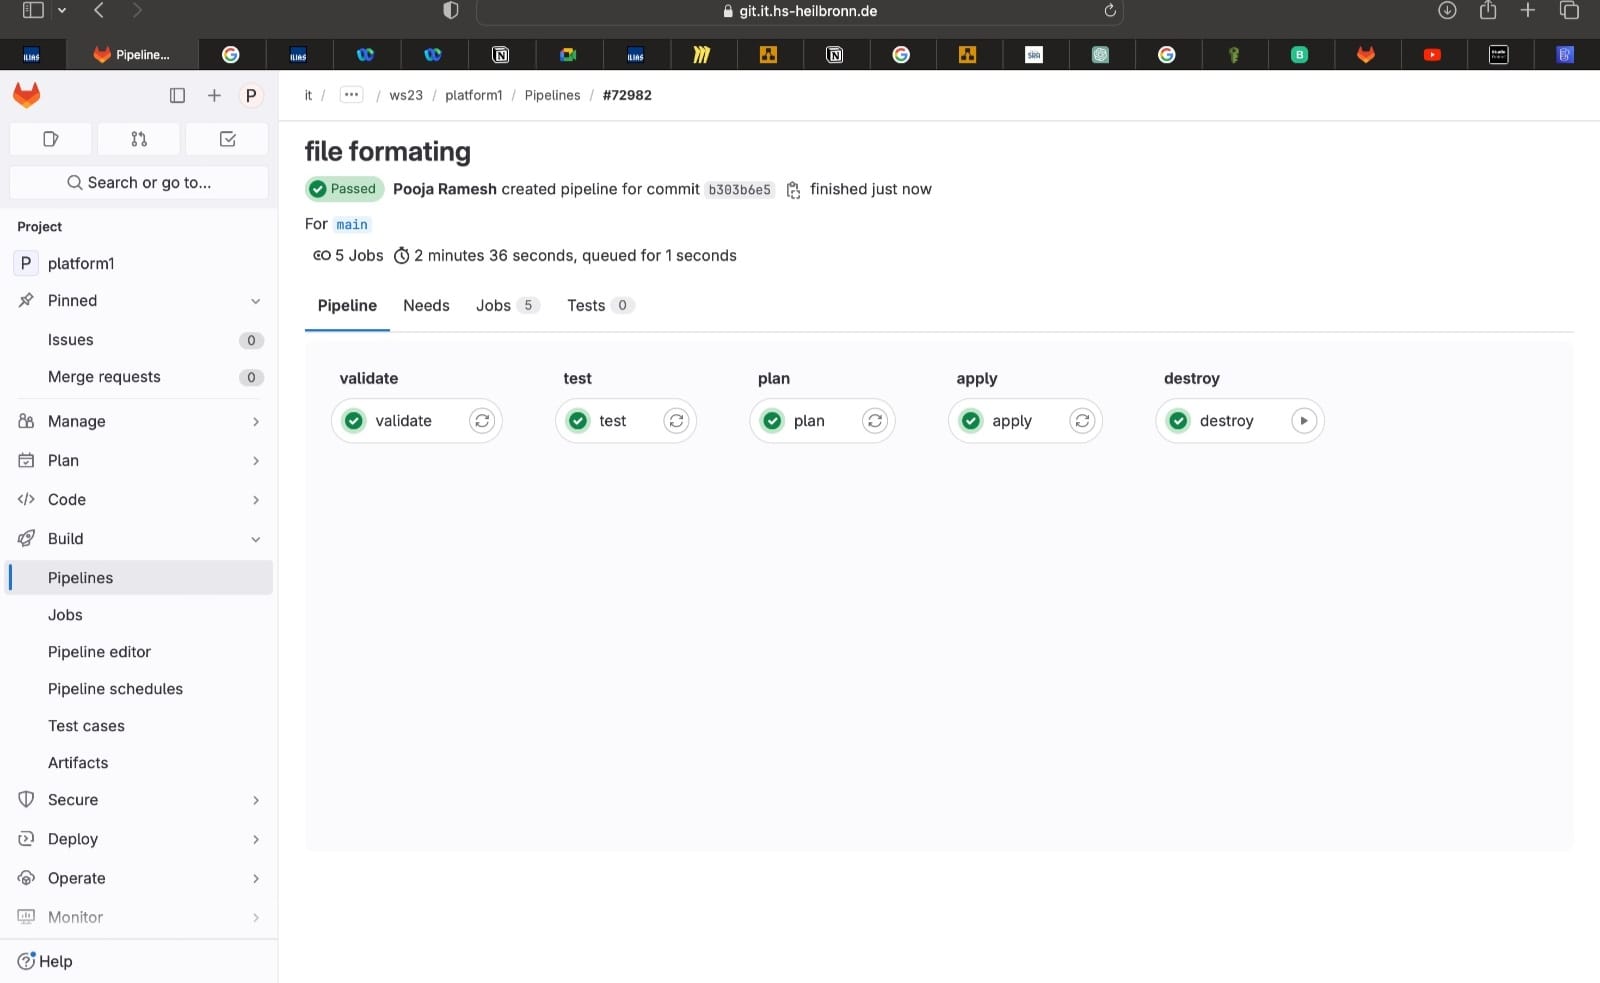 git.it.hs-heilbronn.de
ILIAS
Pipeline...
ILIAS
ILIAS
SRH
B
P
it / ... / ws23 / platform1 / Pipelines / #72982
file formating
Passed Pooja Ramesh created pipeline for commit b303b6e5 finished just now
For main
5 Jobs 2 minutes 36 seconds, queued for 1 seconds
Pipeline Needs Jobs 5 Tests 0
validate test plan apply destroy
validate test plan apply destroy
Search or go to...
Project
P platform1
Pinned
Issues 0
Merge requests 0
Manage
Plan
Code
Build
Pipelines
Jobs
Pipeline editor
Pipeline schedules
Test cases
Artifacts
Secure
Deploy
Operate
Monitor
Help